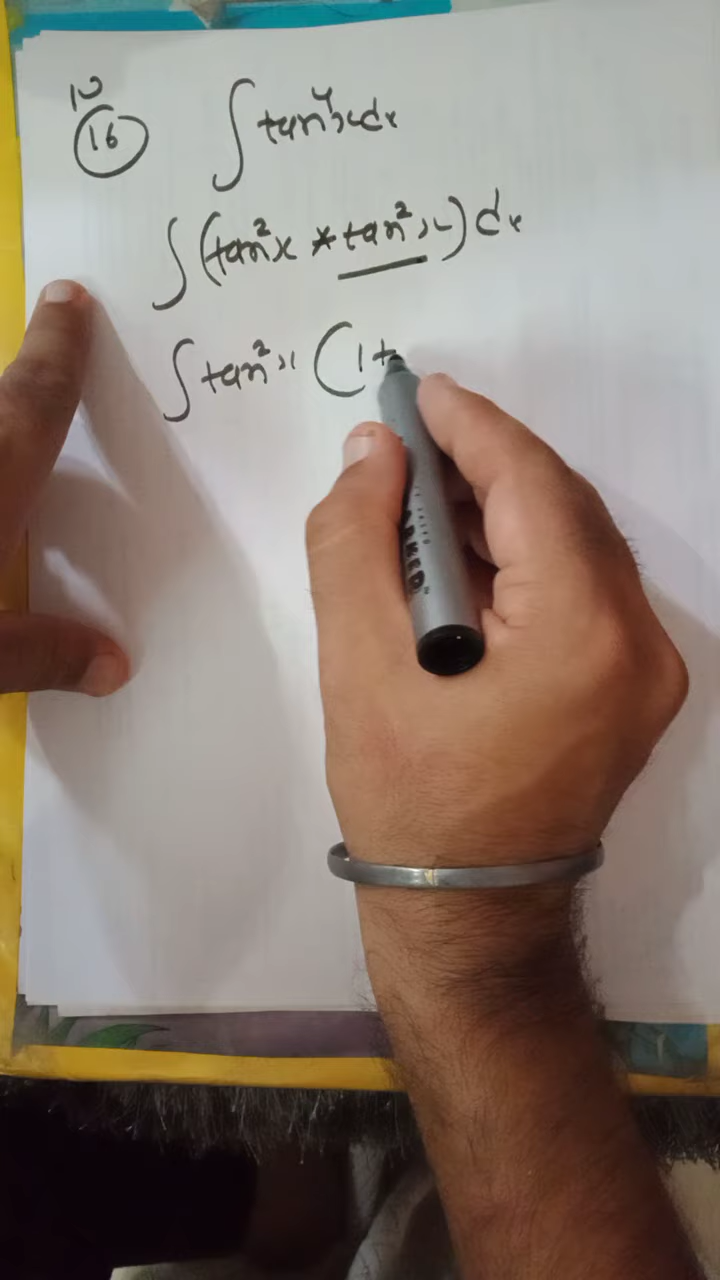 10
16 ∫tan⁴x dx
∫(tan²x * tan²x) dx
∫tan²x (1+